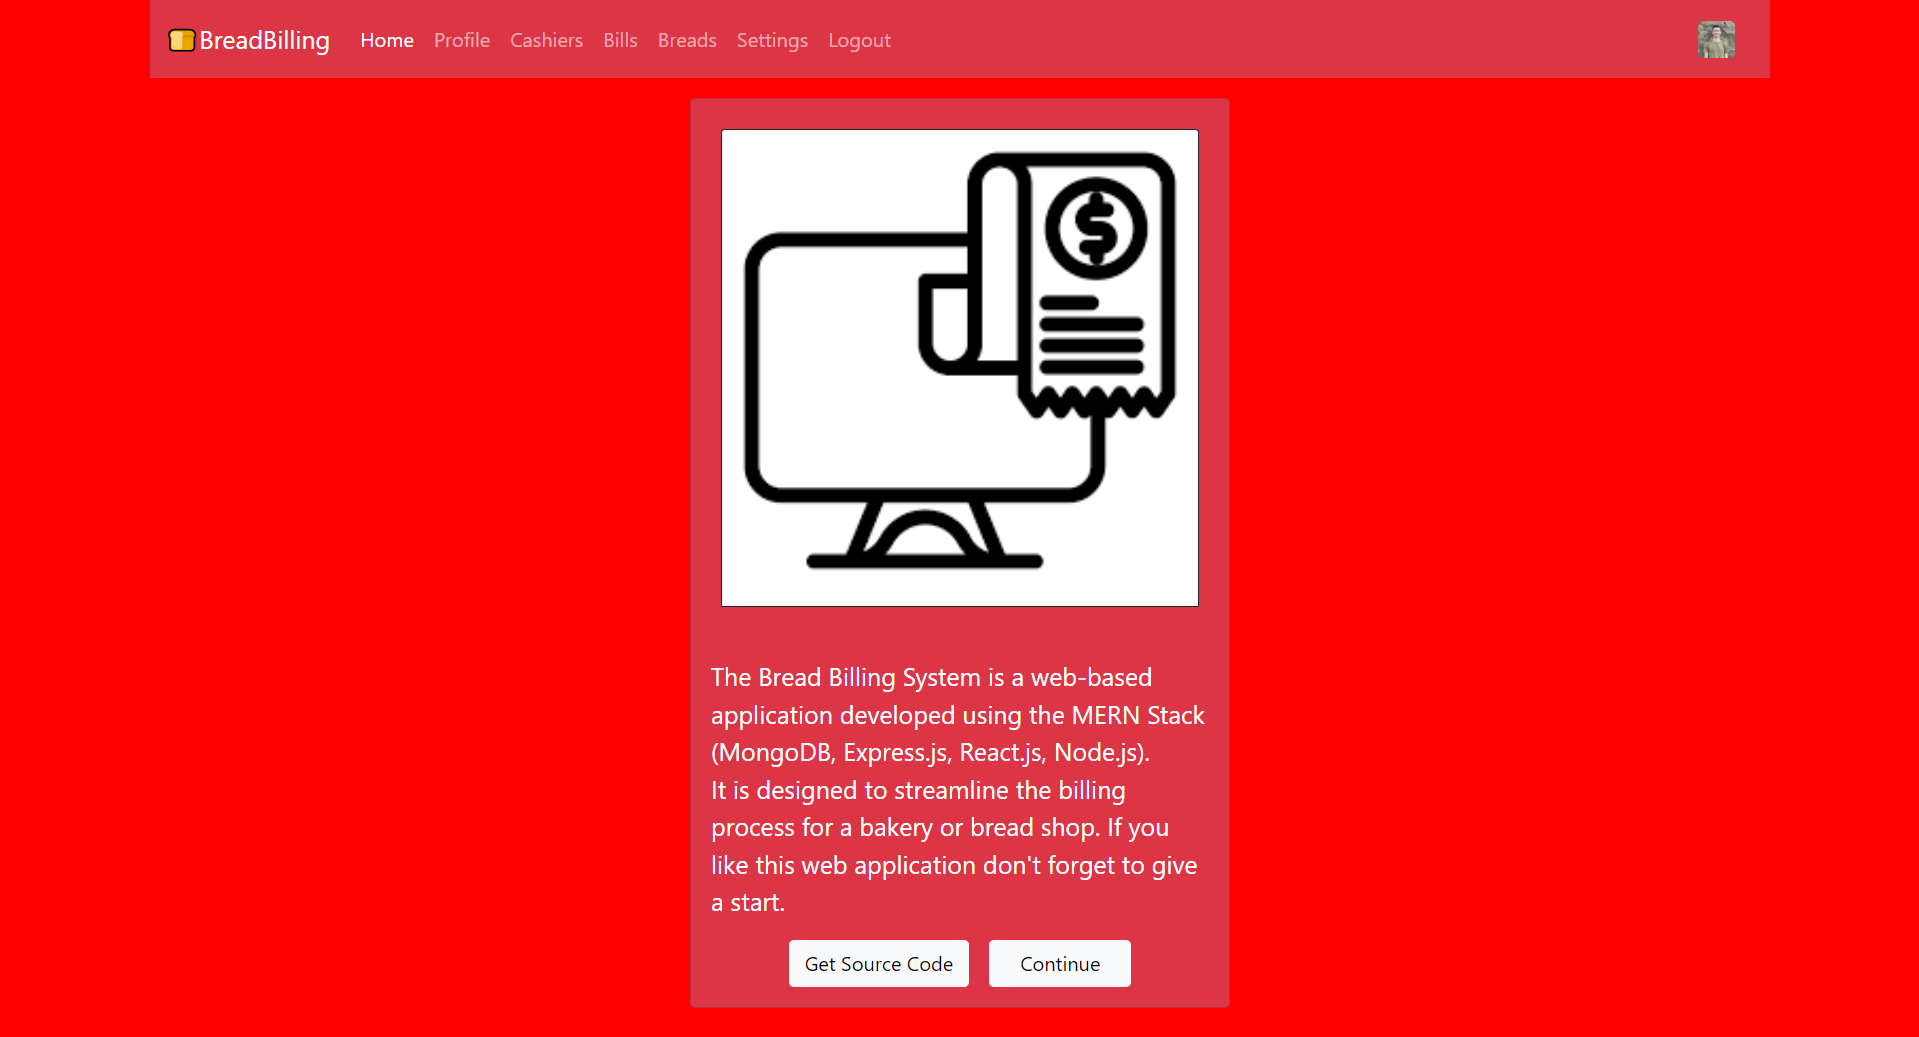 BreadBilling Home Profile Cashiers Bills Breads Settings Logout
$
The Bread Billing System is a web-based
application developed using the MERN Stack
(MongoDB, Express.js, React.js, Node.js).
It is designed to streamline the billing
process for a bakery or bread shop. If you
like this web application don't forget to give
a start.
Get Source Code Continue